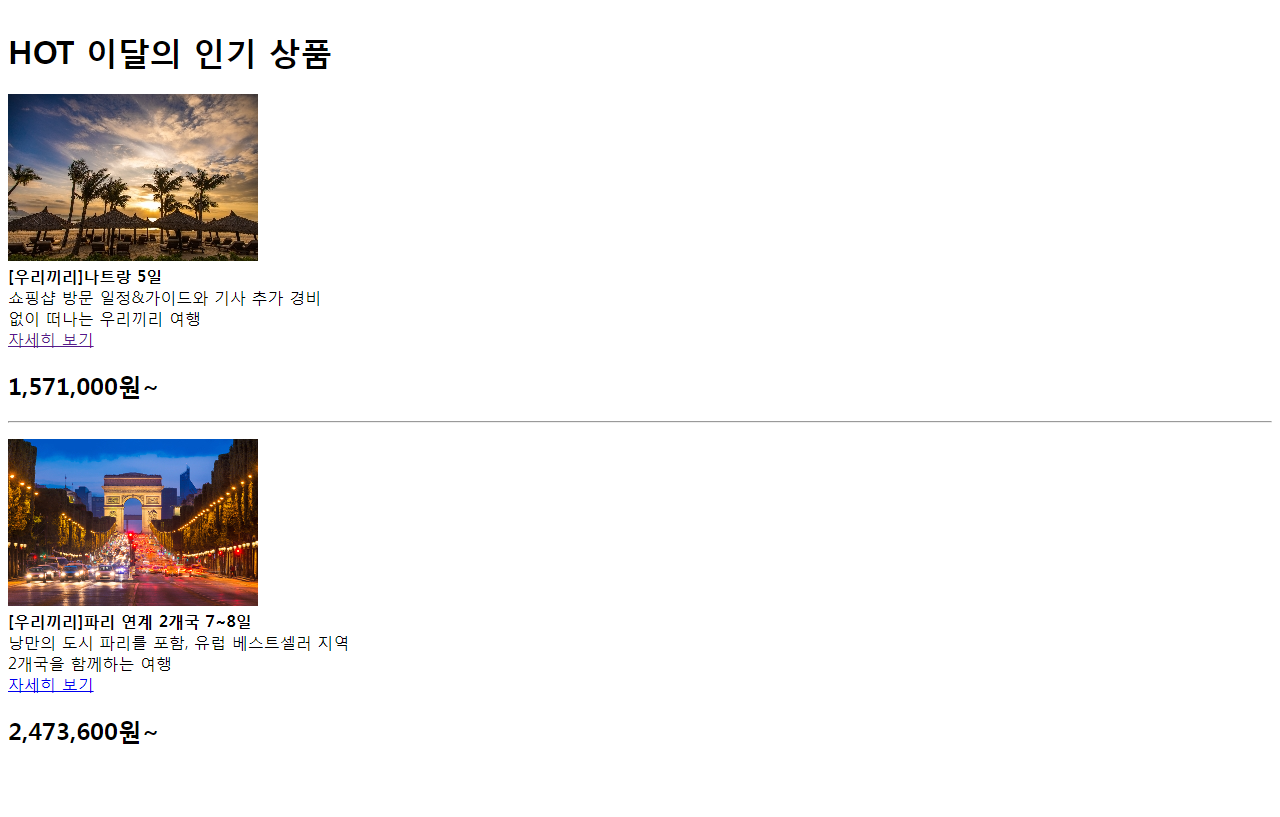 HOT 이달의 인기 상품
[우리끼리]나트랑 5일
쇼핑샵 방문 일정&가이드와 기사 추가 경비
없이 떠나는 우리끼리 여행
자세히 보기
1,571,000원~
[우리끼리]파리 연계 2개국 7~8일
낭만의 도시 파리를 포함, 유럽 베스트셀러 지역
2개국을 함께하는 여행
자세히 보기
2,473,600원~